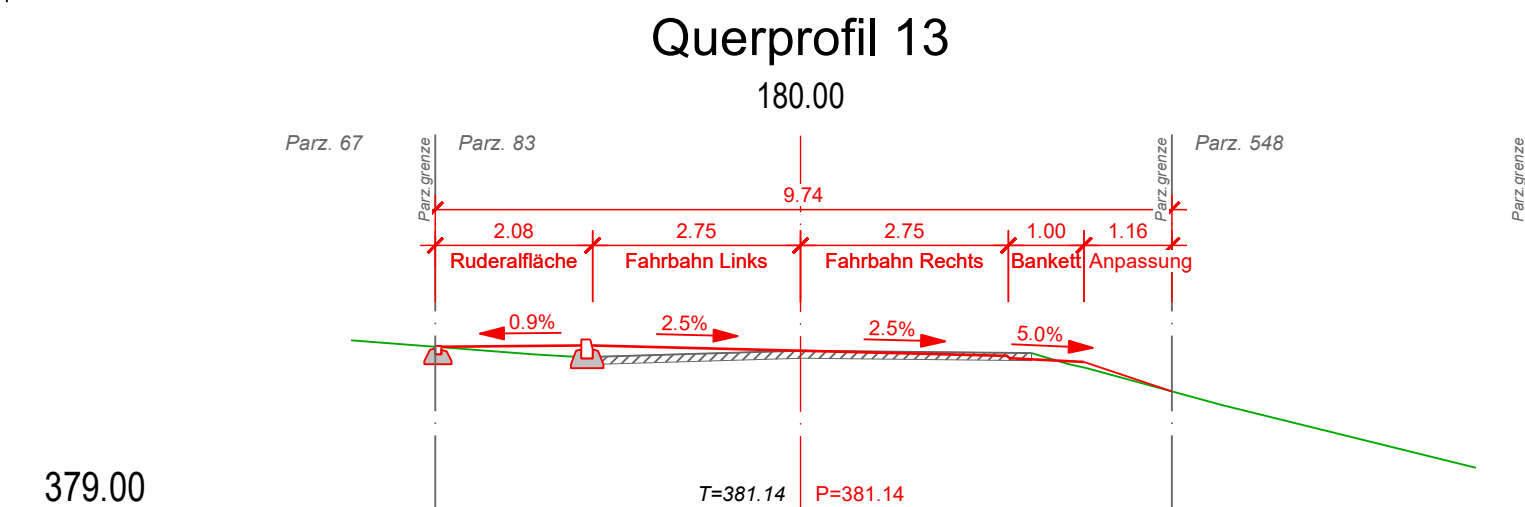 Querprofil 13
180.00
Parz. 67
Parz.grenze
Parz. 83
Parz.grenze
Parz. 548
Parz.grenze
9.74
2.08 2.75 2.75 1.00 1.16
Ruderalfläche Fahrbahn Links Fahrbahn Rechts Bankett Anpassung
0.9% 2.5% 2.5% 5.0%
379.00
T=381.14 P=381.14